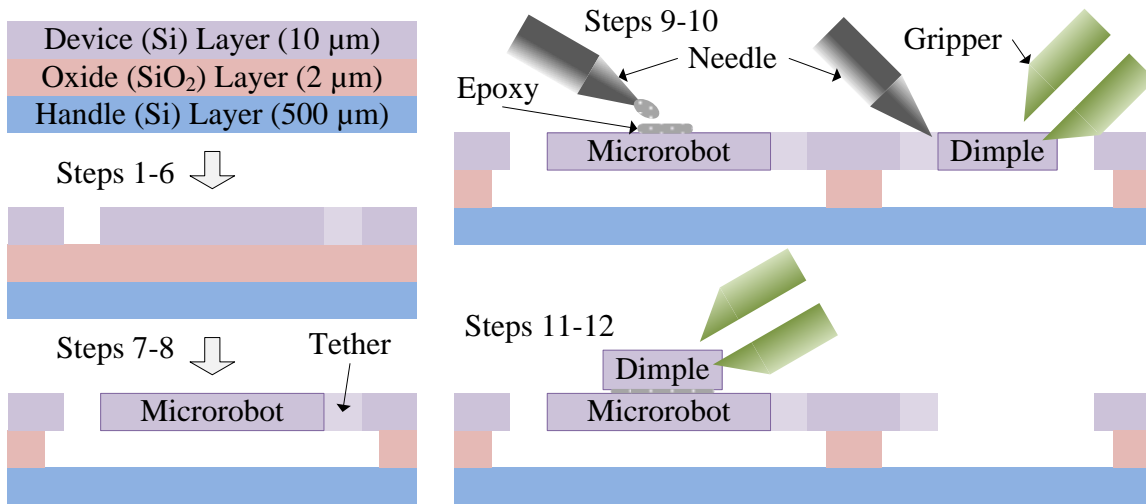 Device (Si) Layer (10 µm)
Oxide (SiO₂) Layer (2 µm)
Handle (Si) Layer (500 µm)
Steps 1-6
Steps 7-8
Tether
Microrobot
Steps 9-10
Needle
Gripper
Epoxy
Microrobot
Dimple
Steps 11-12
Dimple
Microrobot